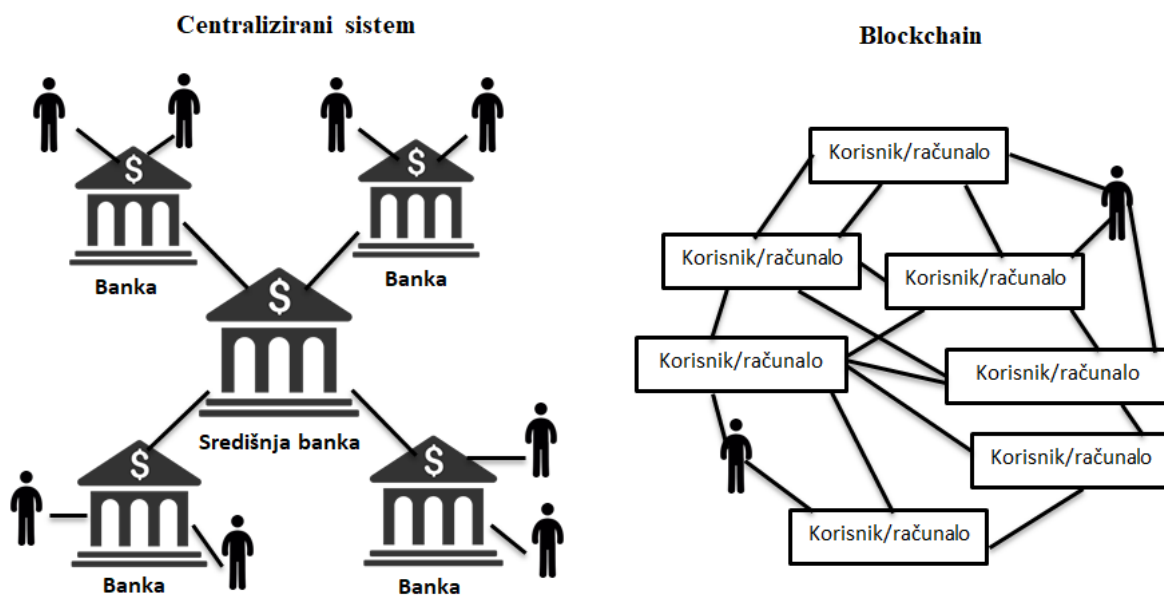 Centralizirani sistem
$
$
Banka
Banka
$
Središnja banka
$
$
Banka
Banka
Blockchain
Korisnik/računalo
Korisnik/računalo
Korisnik/računalo
Korisnik/računalo
Korisnik/računalo
Korisnik/računalo
Korisnik/računalo